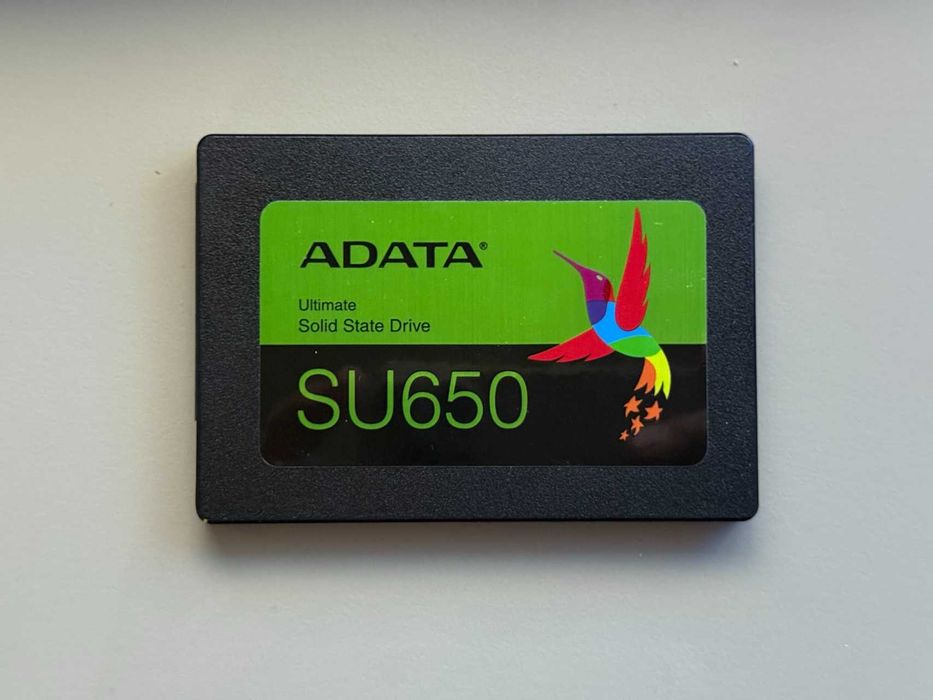 ADATA®
Ultimate
Solid State Drive
SU650